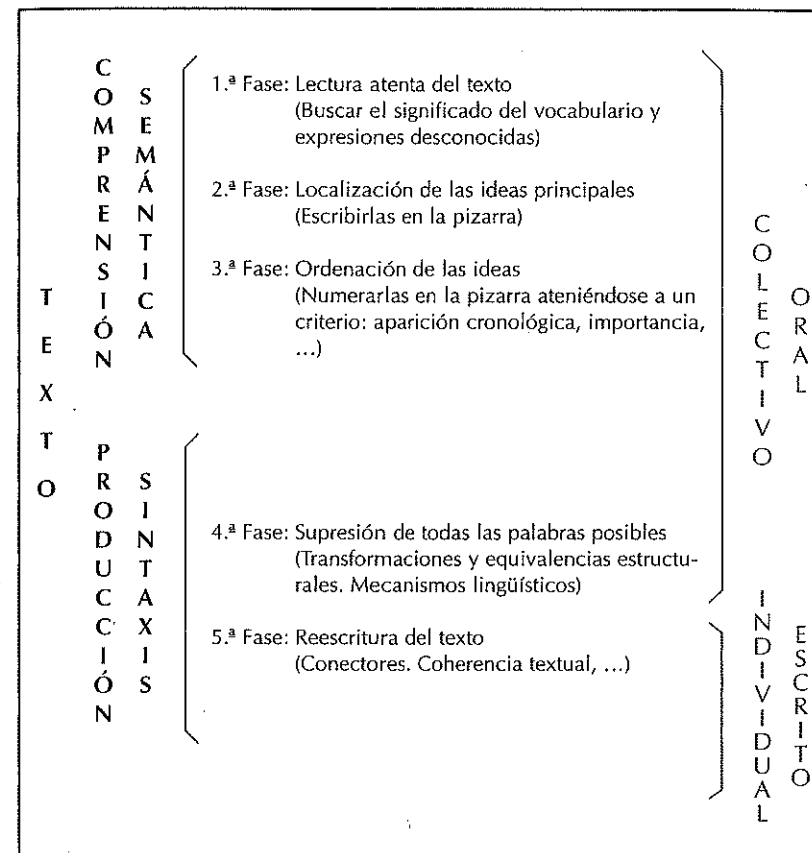 TEXTO
COMPRENSIÓN
SEMÁNTICA
1.ª Fase: Lectura atenta del texto
(Buscar el significado del vocabulario y
expresiones desconocidas)
2.ª Fase: Localización de las ideas principales
(Escribirlas en la pizarra)
3.ª Fase: Ordenación de las ideas
(Numerarlas en la pizarra ateniéndose a un
criterio: aparición cronológica, importancia,
...)
PRODUCCIÓN
SINTAXIS
4.ª Fase: Supresión de todas las palabras posibles
(Transformaciones y equivalencias estructu-
rales. Mecanismos lingüísticos)
5.ª Fase: Reescritura del texto
(Conectores. Coherencia textual, ...)
COLECTIVO
ORAL
INDIVIDUAL
ESCRITO